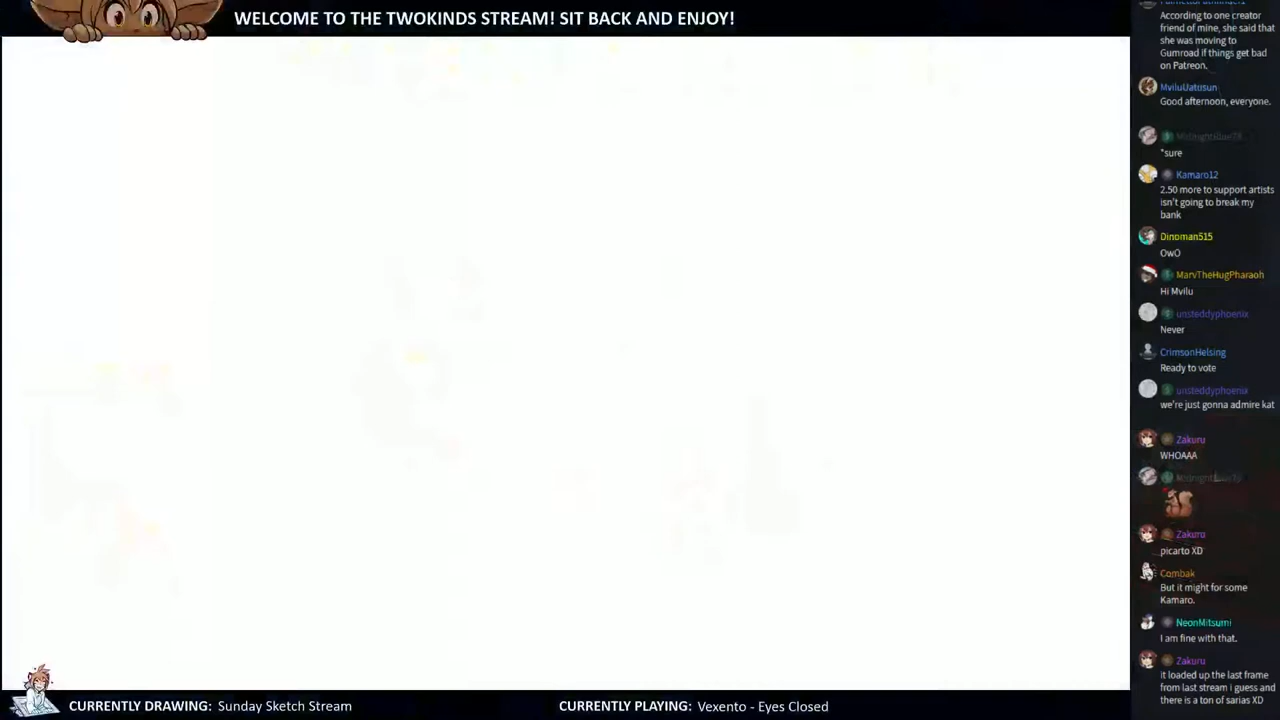 WELCOME TO THE TWOKINDS STREAM! SIT BACK AND ENJOY!
According to one creator
friend of mine, she said that
she was moving to
Gumroad if things get bad
on Patreon.
MviluUatusun
Good afternoon, everyone.
*sure
Kamaro12
2.50 more to support artists
isn't going to break my
bank
Dinoman515
OwO
MarvTheHugPharaoh
Hi Mvilu
unsteddyphoenix
Never
CrimsonHelsing
Ready to vote
unsteddyphoenix
we're just gonna admire kat
Zakuru
WHOAAA
Zakuru
picarto XD
Combak
But it might for some
Kamaro.
NeonMitsumi
I am fine with that.
Zakuru
it loaded up the last frame
from last stream i guess and
there is a ton of sarias XD
CURRENTLY DRAWING: Sunday Sketch Stream
CURRENTLY PLAYING: Vexento - Eyes Closed